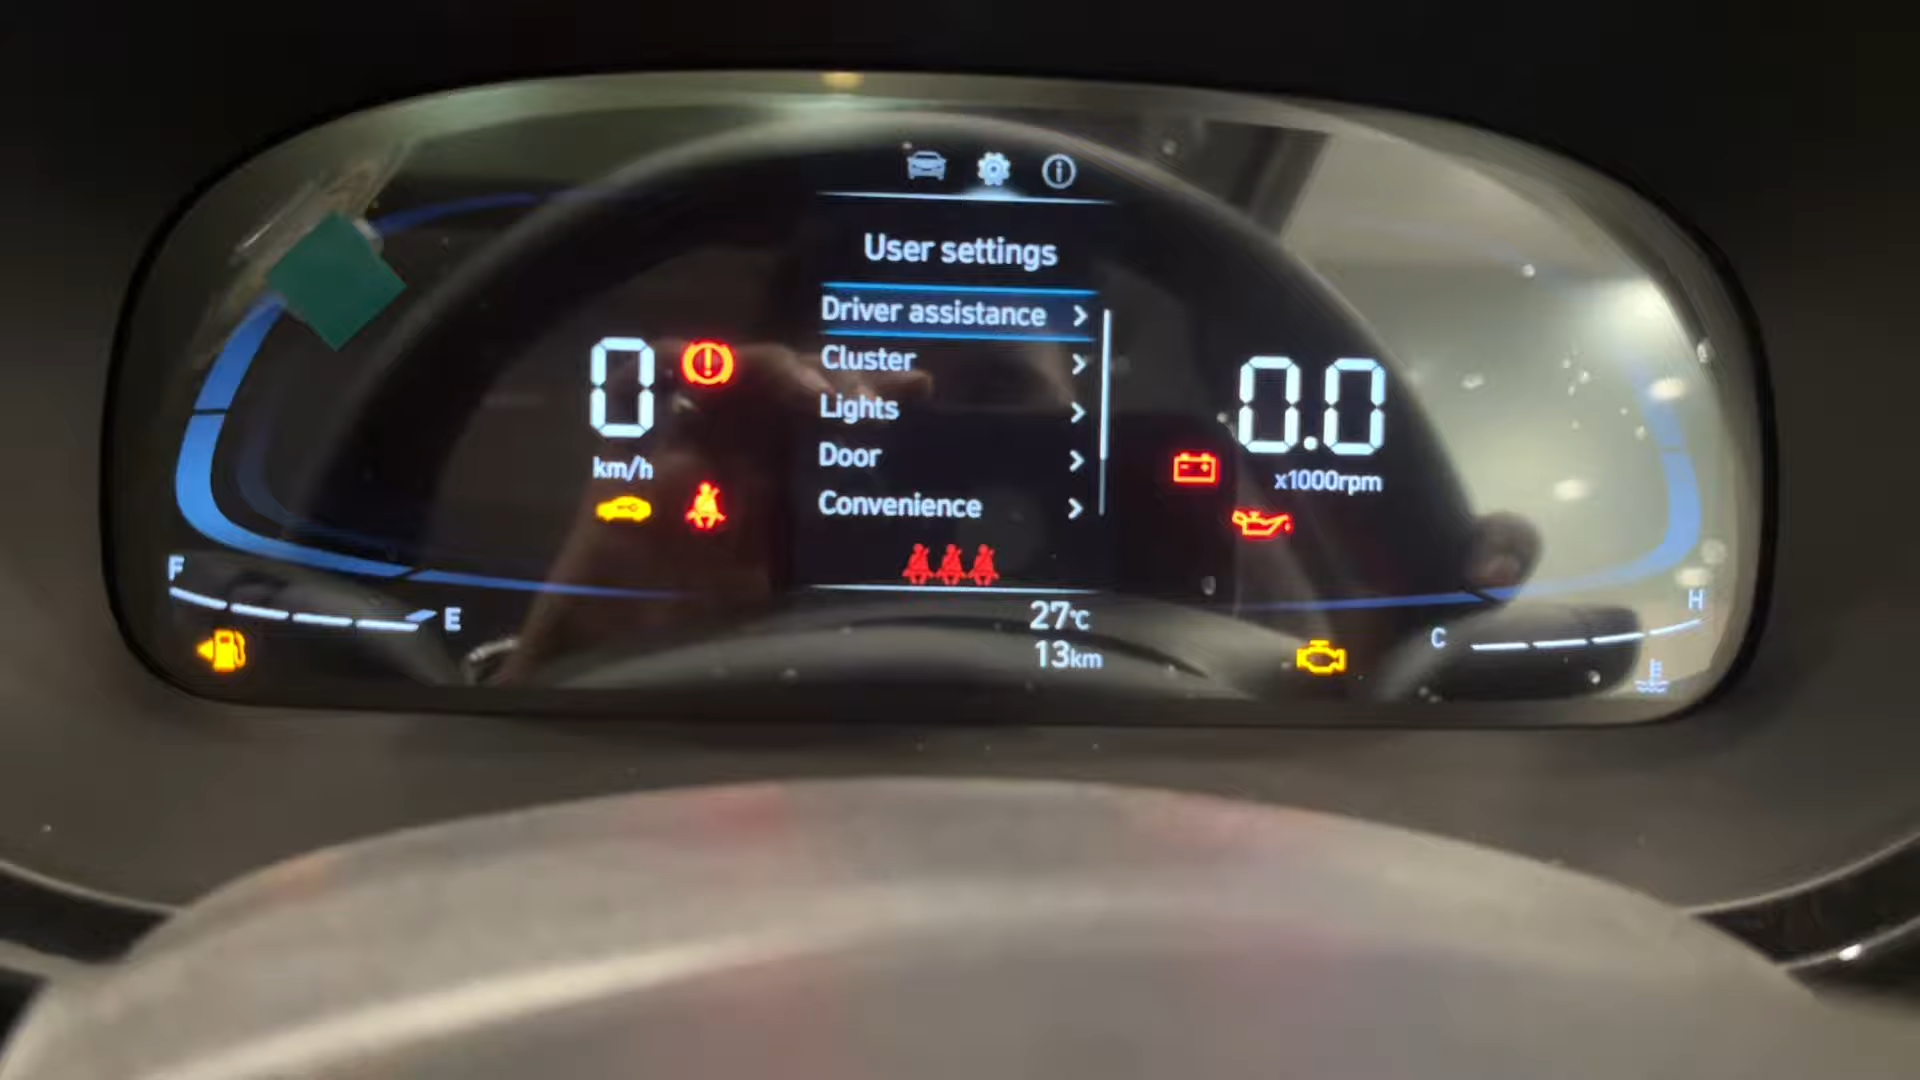 User settings
Driver assistance
Cluster
Lights
Door
Convenience
0
km/h
0.0
x1000rpm
F
E
27°C
13km
C
H